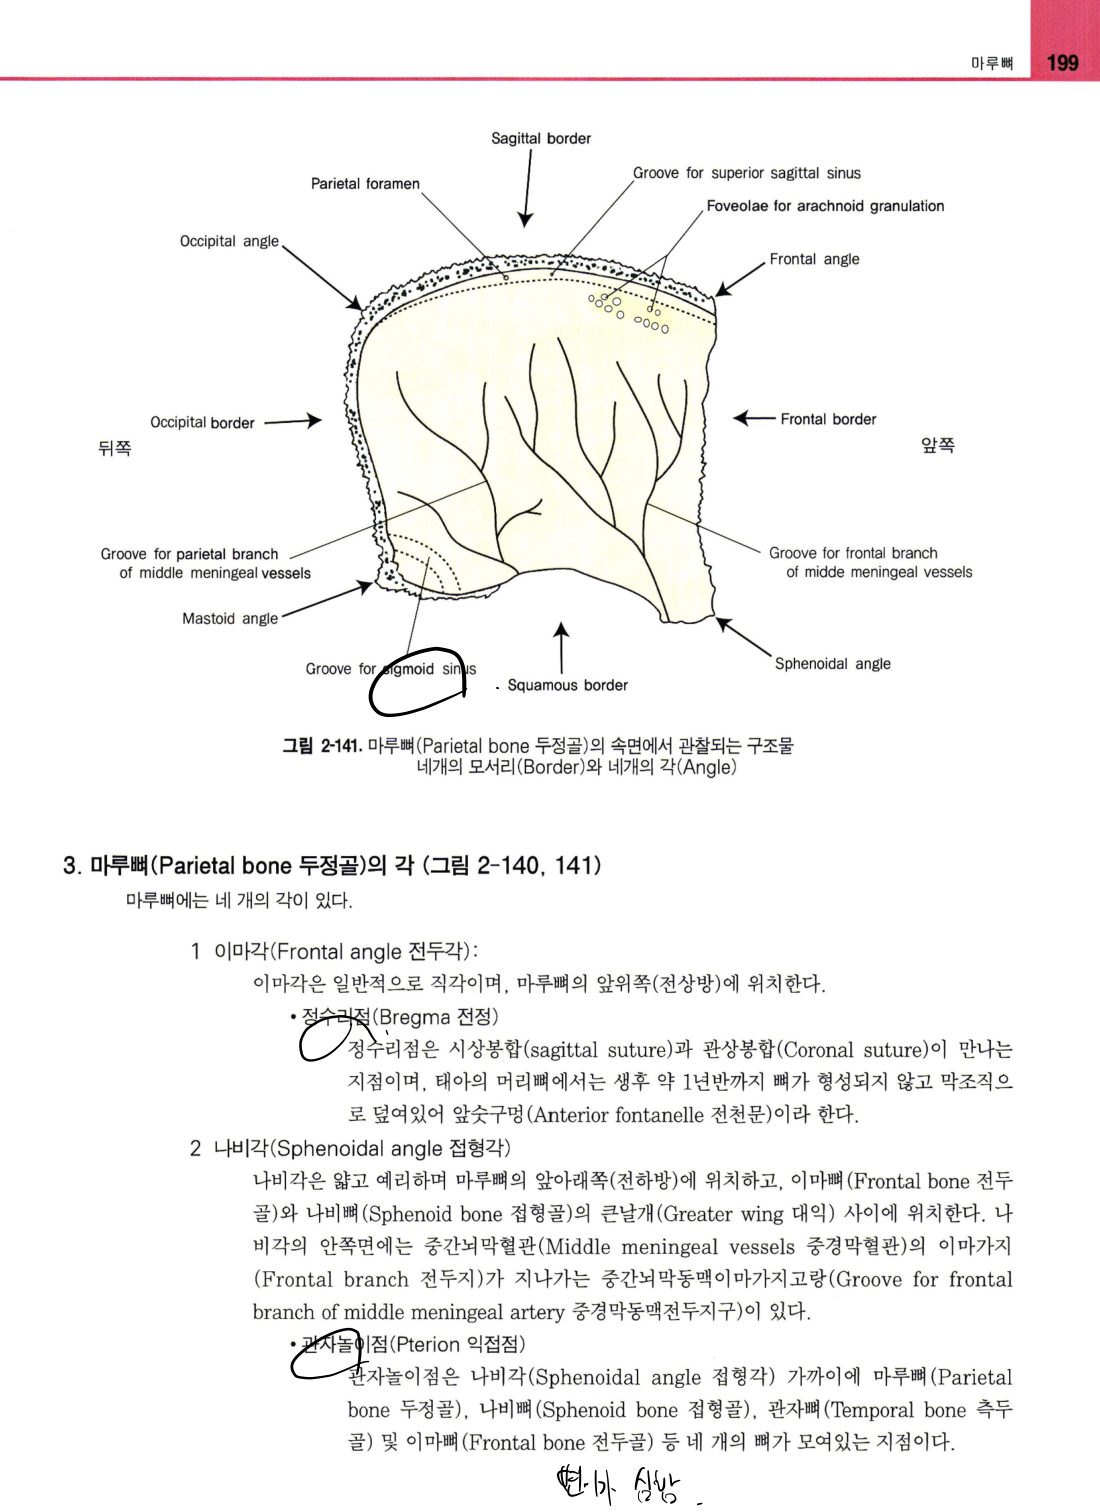 마루뼈 199
Sagittal border
Parietal foramen
Groove for superior sagittal sinus
Foveolae for arachnoid granulation
Occipital angle
Frontal angle
Occipital border
Frontal border
뒤쪽
앞쪽
Groove for parietal branch
of middle meningeal vessels
Groove for frontal branch
of midde meningeal vessels
Mastoid angle
Groove for sigmoid sinus
Squamous border
Sphenoidal angle
그림 2-141. 마루뼈(Parietal bone 두정골)의 속면에서 관찰되는 구조물
네개의 모서리(Border)와 네개의 각(Angle)
3. 마루뼈(Parietal bone 두정골)의 각 (그림 2-140, 141)
마루뼈에는 네 개의 각이 있다.
1 이마각(Frontal angle 전두각):
이마각은 일반적으로 직각이며, 마루뼈의 앞위쪽(전상방)에 위치한다.
• 정수리점(Bregma 전정)
정수리점은 시상봉합(sagittal suture)과 관상봉합(Coronal suture)이 만나는
지점이며, 태아의 머리뼈에서는 생후 약 1년반까지 뼈가 형성되지 않고 막조직으
로 덮여있어 앞숫구멍(Anterior fontanelle 전천문)이라 한다.
2 나비각(Sphenoidal angle 접형각)
나비각은 얇고 예리하며 마루뼈의 앞아래쪽(전하방)에 위치하고, 이마뼈(Frontal bone 전두
골)와 나비뼈(Sphenoid bone 접형골)의 큰날개(Greater wing 대익) 사이에 위치한다. 나
비각의 안쪽면에는 중간뇌막혈관(Middle meningeal vessels 중경막혈관)의 이마가지
(Frontal branch 전두지)가 지나가는 중간뇌막동맥이마가지고랑(Groove for frontal
branch of middle meningeal artery 중경막동맥전두지구)이 있다.
• 관자놀이점(Pterion 익접점)
관자놀이점은 나비각(Sphenoidal angle 접형각) 가까이에 마루뼈(Parietal
bone 두정골), 나비뼈(Sphenoid bone 접형골), 관자뼈(Temporal bone 측두
골) 및 이마뼈(Frontal bone 전두골) 등 네 개의 뼈가 모여있는 지점이다.